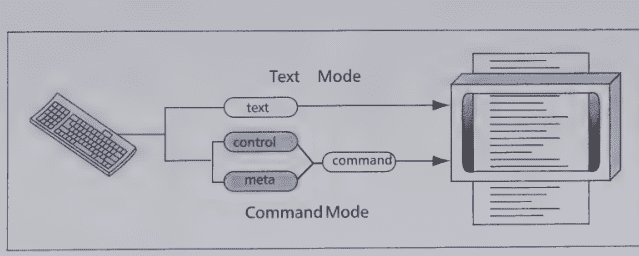 Text Mode
text
control
command
meta
Command Mode